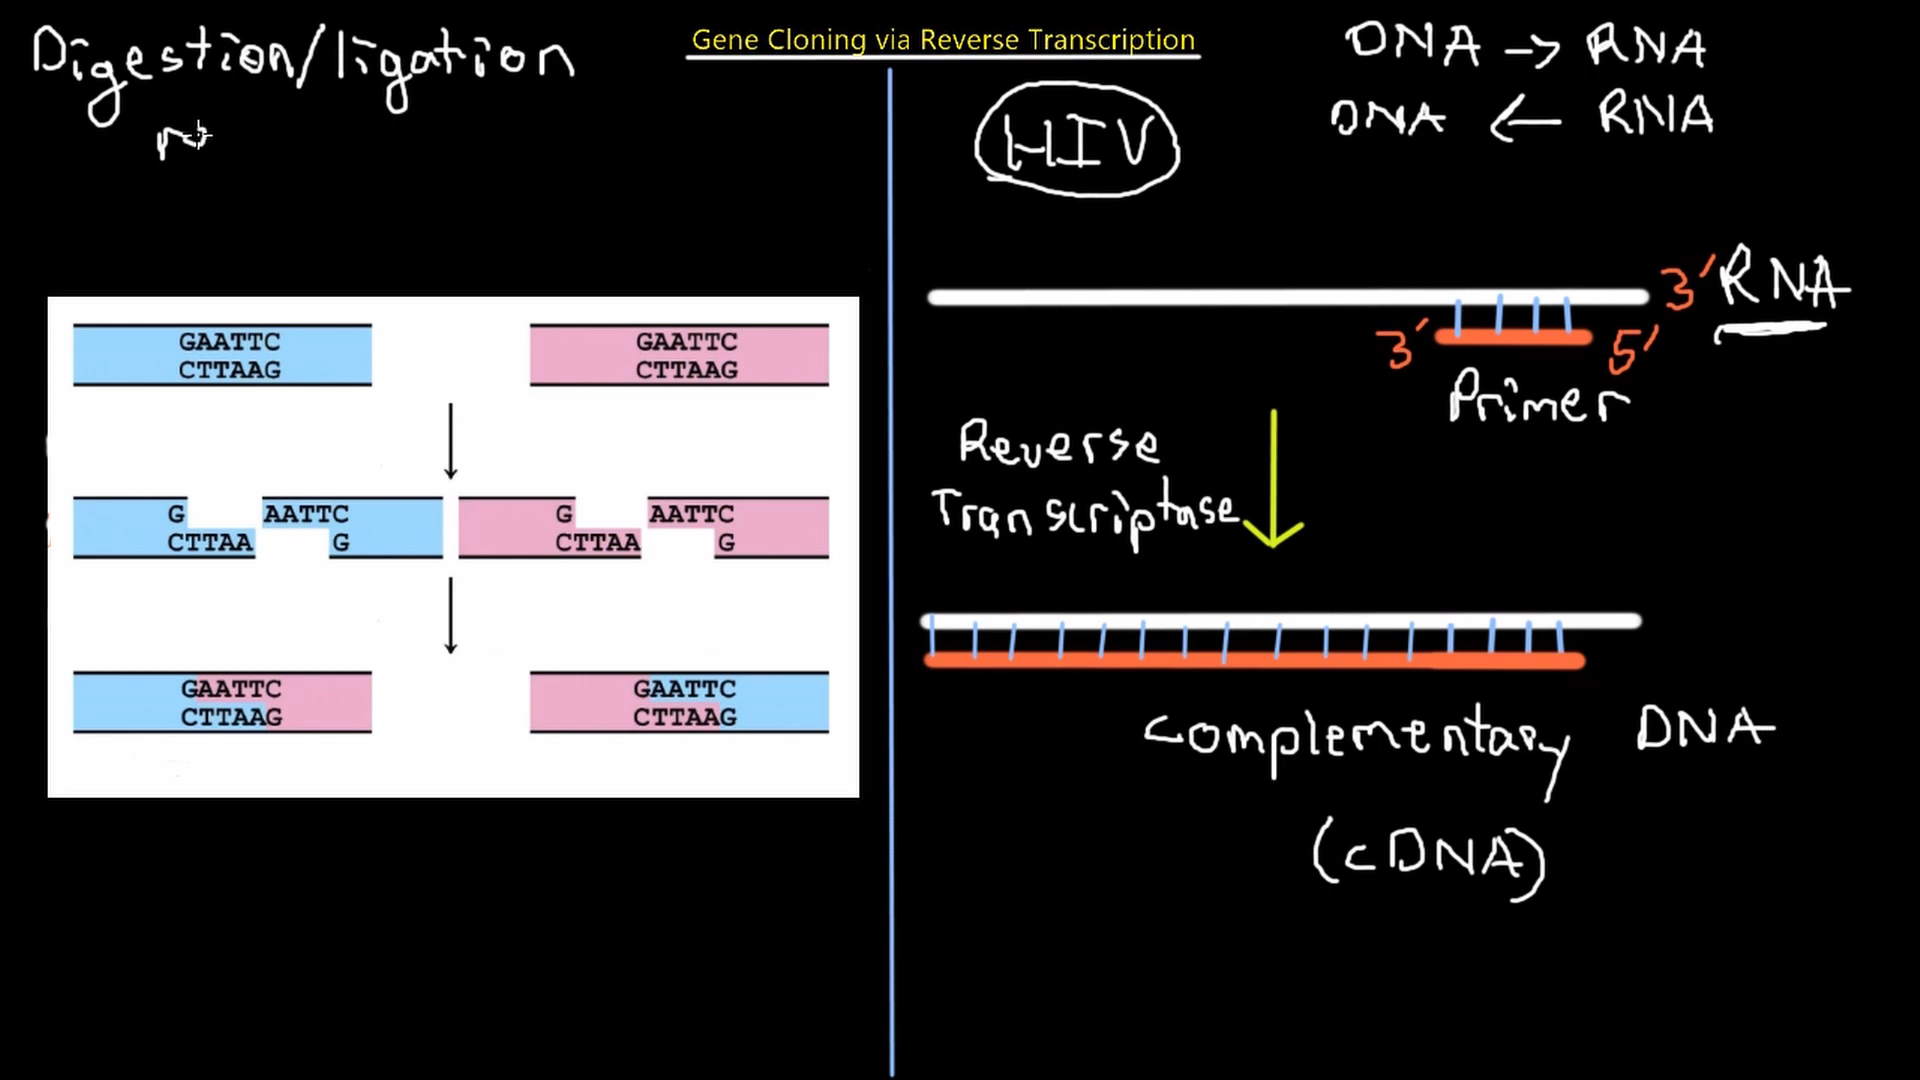 Gene Cloning via Reverse Transcription
Digestion/ligation
GAATTC GAATTC
CTTAAG CTTAAG
G AATTC G AATTC
CTTAA G CTTAA G
GAATTC GAATTC
CTTAAG CTTAAG
DNA → RNA
DNA ← RNA
HIV
3' RNA
3' 5'
Primer
Reverse
Transcriptase
Complementary DNA
(cDNA)